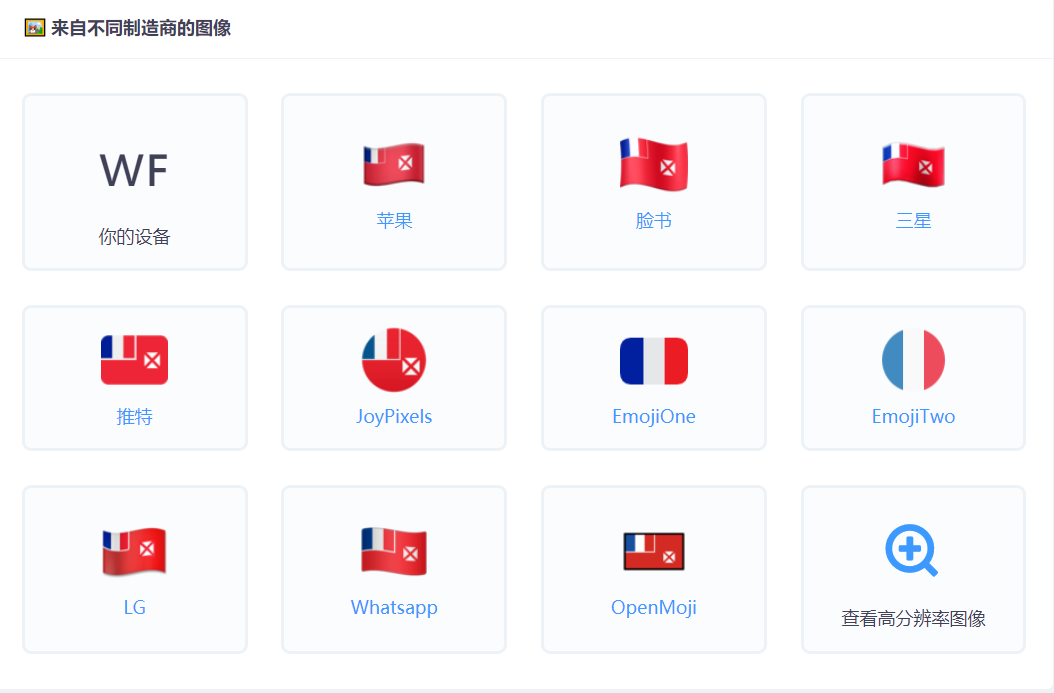 来自不同制造商的图像
WF
你的设备
苹果
脸书
三星
推特
JoyPixels
EmojiOne
EmojiTwo
LG
Whatsapp
OpenMoji
查看高分辨率图像